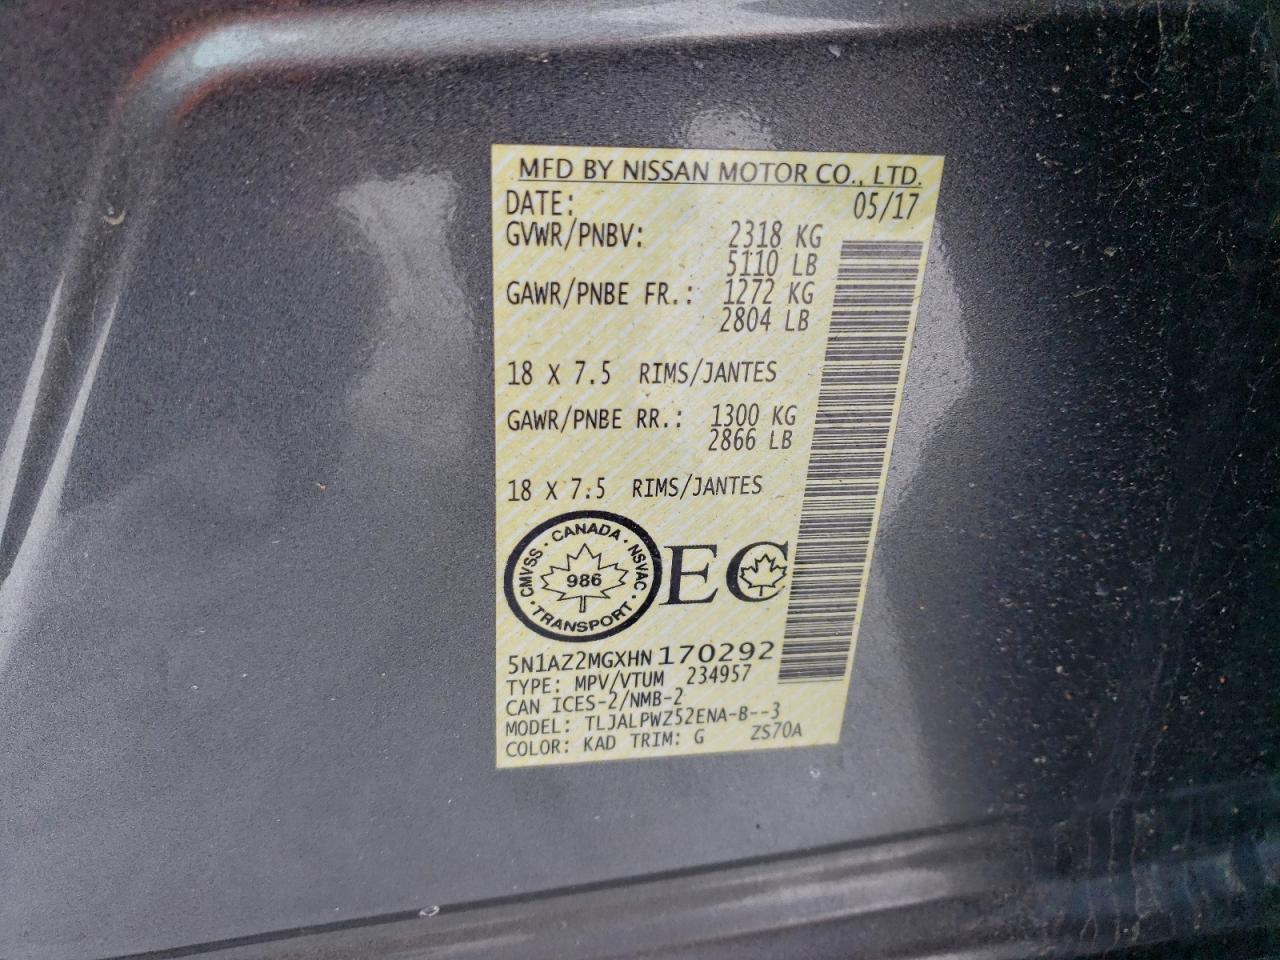 MFD BY NISSAN MOTOR CO., LTD.
DATE: 05/17
GVWR/PNBV: 2318 KG
5110 LB
GAWR/PNBE FR.: 1272 KG
2804 LB
18 X 7.5 RIMS/JANTES
GAWR/PNBE RR.: 1300 KG
2866 LB
18 X 7.5 RIMS/JANTES
CMVSS · CANADA · NSVAC · TRANSPORT ·
986
EC
5N1AZ2MGXHN170292
TYPE: MPV/VTUM 234957
CAN ICES-2/NMB-2
MODEL: TLJALPWZ52ENA-B--3
COLOR: KAD TRIM: G ZS70A